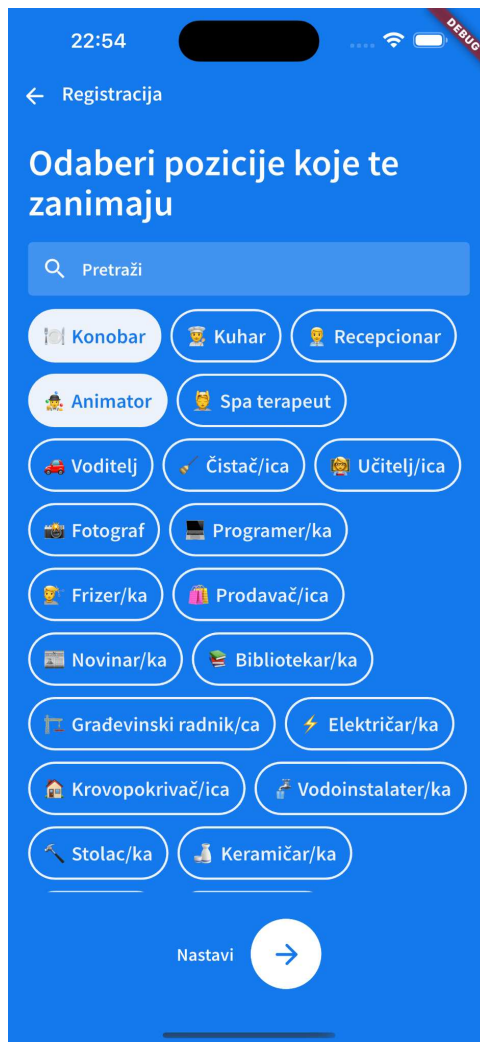 22:54
DEBUG
Registracija
Odaberi pozicije koje te
zanimaju
Pretraži
Konobar
Kuhar
Recepcionar
Animator
Spa terapeut
Voditelj
Čistač/ica
Učitelj/ica
Fotograf
Programer/ka
Frizer/ka
Prodavač/ica
Novinar/ka
Bibliotekar/ka
Građevinski radnik/ca
Električar/ka
Krovopokrivač/ica
Vodoinstalater/ka
Stolac/ka
Keramičar/ka
Nastavi